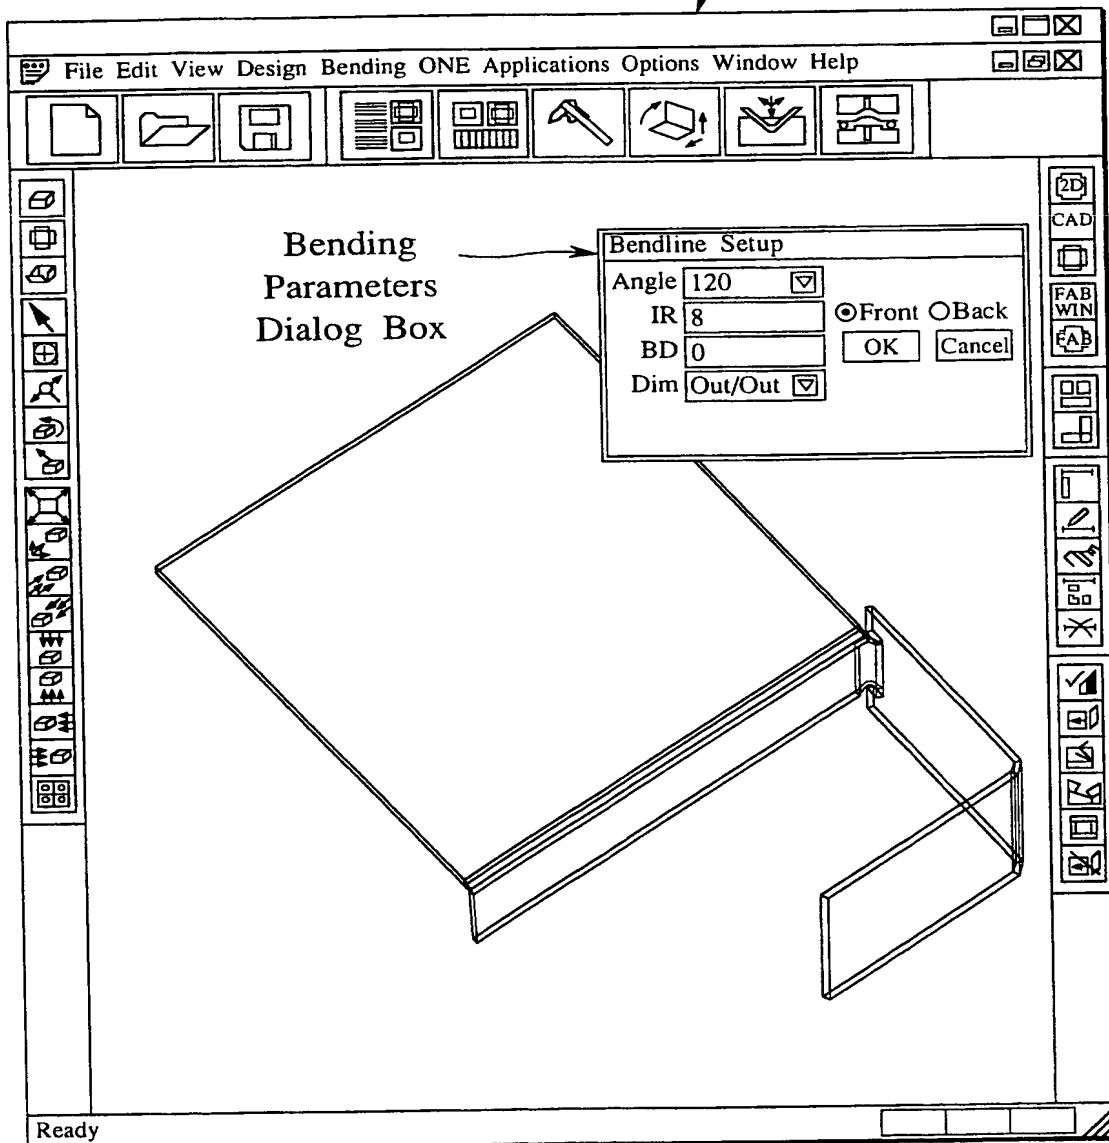 File Edit View Design Bending ONE Applications Options Window Help
2D
CAD
FAB
WIN
FAB
Bending
Parameters
Dialog Box
Bendline Setup
Angle 120
IR 8
Front Back
BD 0
OK Cancel
Dim Out/Out
Ready